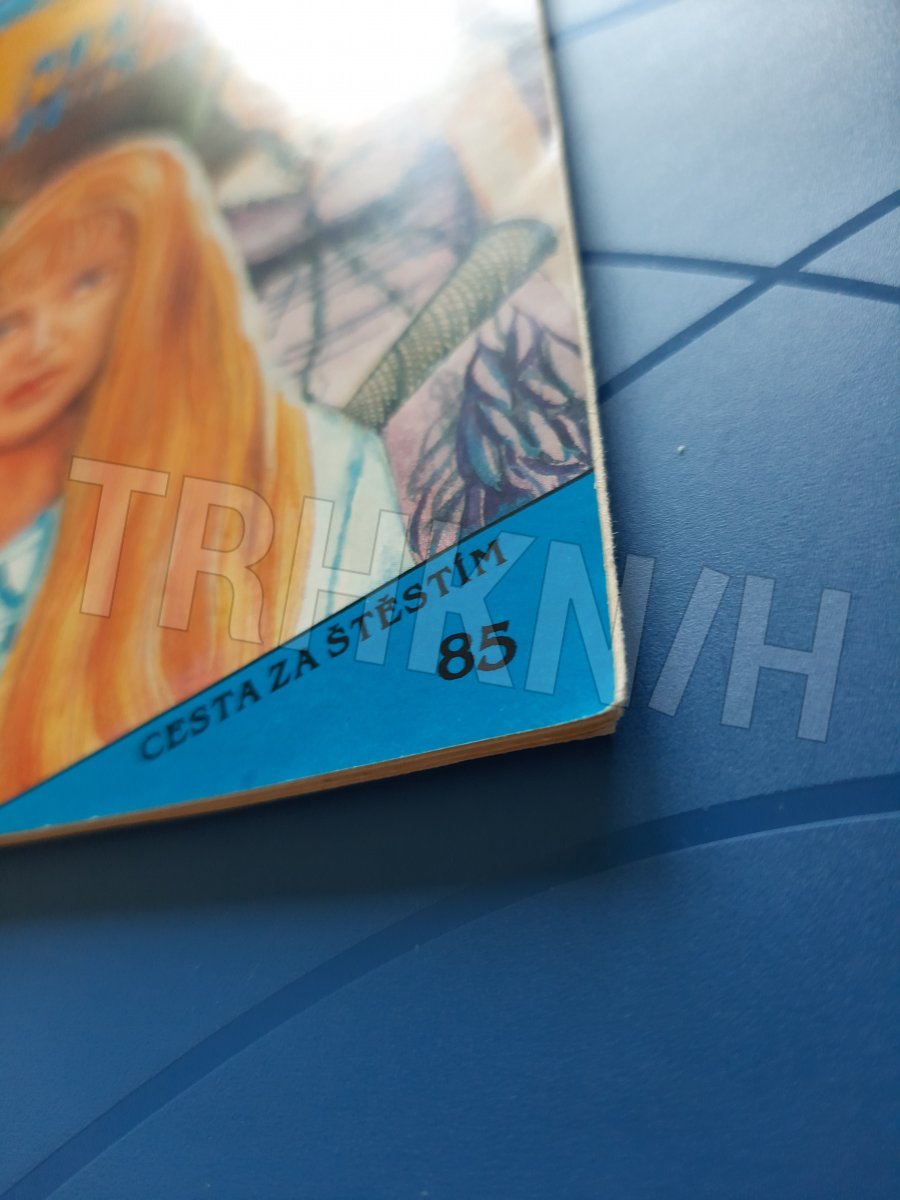 CESTA ZA ŠTĚSTÍM
85
TRHKNIH